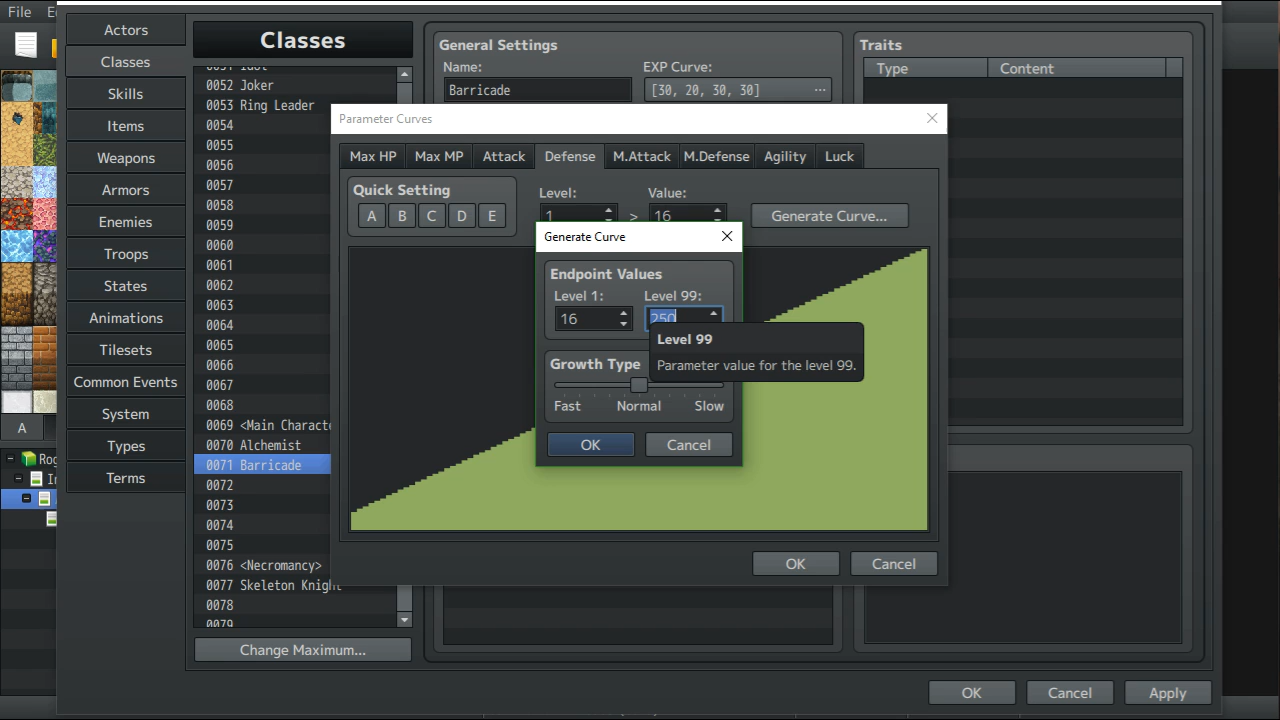 File
Actors
Classes
Skills
Items
Weapons
Armors
Enemies
Troops
States
Animations
Tilesets
Common Events
System
Types
Terms
A
Classes
0051 Idol
0052 Joker
0053 Ring Leader
0054
0055
0056
0057
0058
0059
0060
0061
0062
0063
0064
0065
0066
0067
0068
0069 <Main Characte
0070 Alchemist
0071 Barricade
0072
0073
0074
0075
0076 <Necromancy>
0077 Skeleton Knight
0078
0079
Change Maximum...
General Settings
Name:
Barricade
EXP Curve:
[30, 20, 30, 30] ...
Traits
Type Content
Parameter Curves
Max HP Max MP Attack Defense M.Attack M.Defense Agility Luck
Quick Setting
A B C D E
Level:
1
>
Value:
16
Generate Curve...
Generate Curve
Endpoint Values
Level 1: Level 99:
16 250
Level 99
Parameter value for the level 99.
Growth Type
Fast Normal Slow
OK Cancel
OK Cancel
OK Cancel Apply